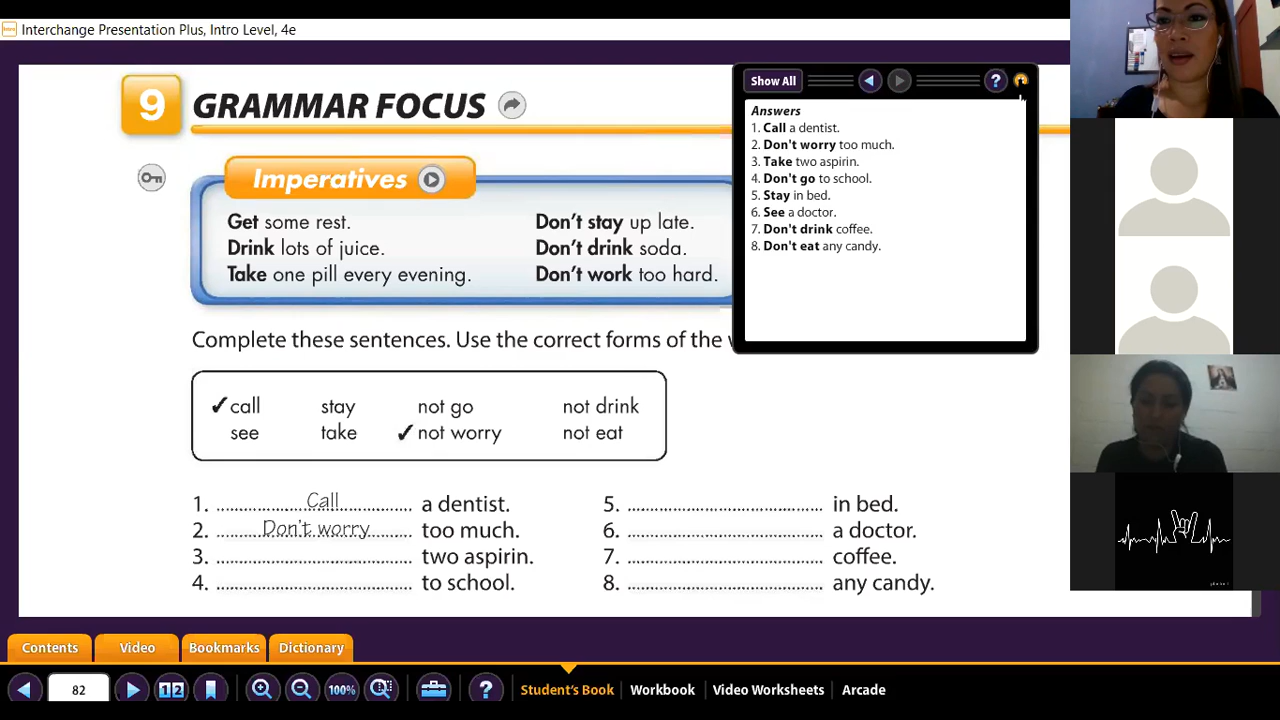 Interchange Presentation Plus, Intro Level, 4e
9 GRAMMAR FOCUS
Imperatives
Get some rest. Don't stay up late.
Drink lots of juice. Don't drink soda.
Take one pill every evening. Don't work too hard.
Show All
?
Answers
1. Call a dentist.
2. Don't worry too much.
3. Take two aspirin.
4. Don't go to school.
5. Stay in bed.
6. See a doctor.
7. Don't drink coffee.
8. Don't eat any candy.
Complete these sentences. Use the correct forms of the
✓ call stay not go not drink
see take ✓ not worry not eat
1. Call a dentist.
2. Don't worry too much.
3. two aspirin.
4. to school.
5. in bed.
6. a doctor.
7. coffee.
8. any candy.
Contents Video Bookmarks Dictionary
82 12 100% ? Student's Book Workbook Video Worksheets Arcade